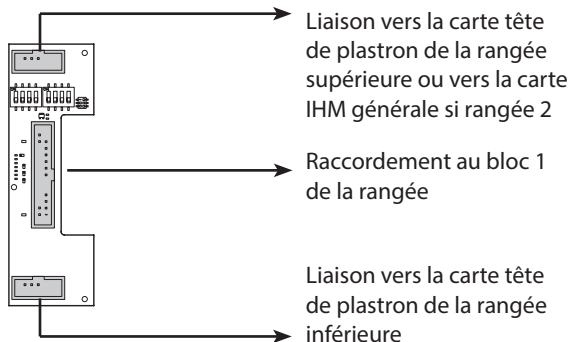 Liaison vers la carte tête
de plastron de la rangée
supérieure ou vers la carte
IHM générale si rangée 2
Raccordement au bloc 1
de la rangée
Liaison vers la carte tête
de plastron de la rangée
inférieure